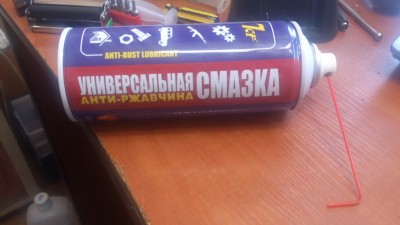 ANTI-RUST LUBRICANT
УНИВЕРСАЛЬНАЯ СМАЗКА
АНТИ-РЖАВЧИНА